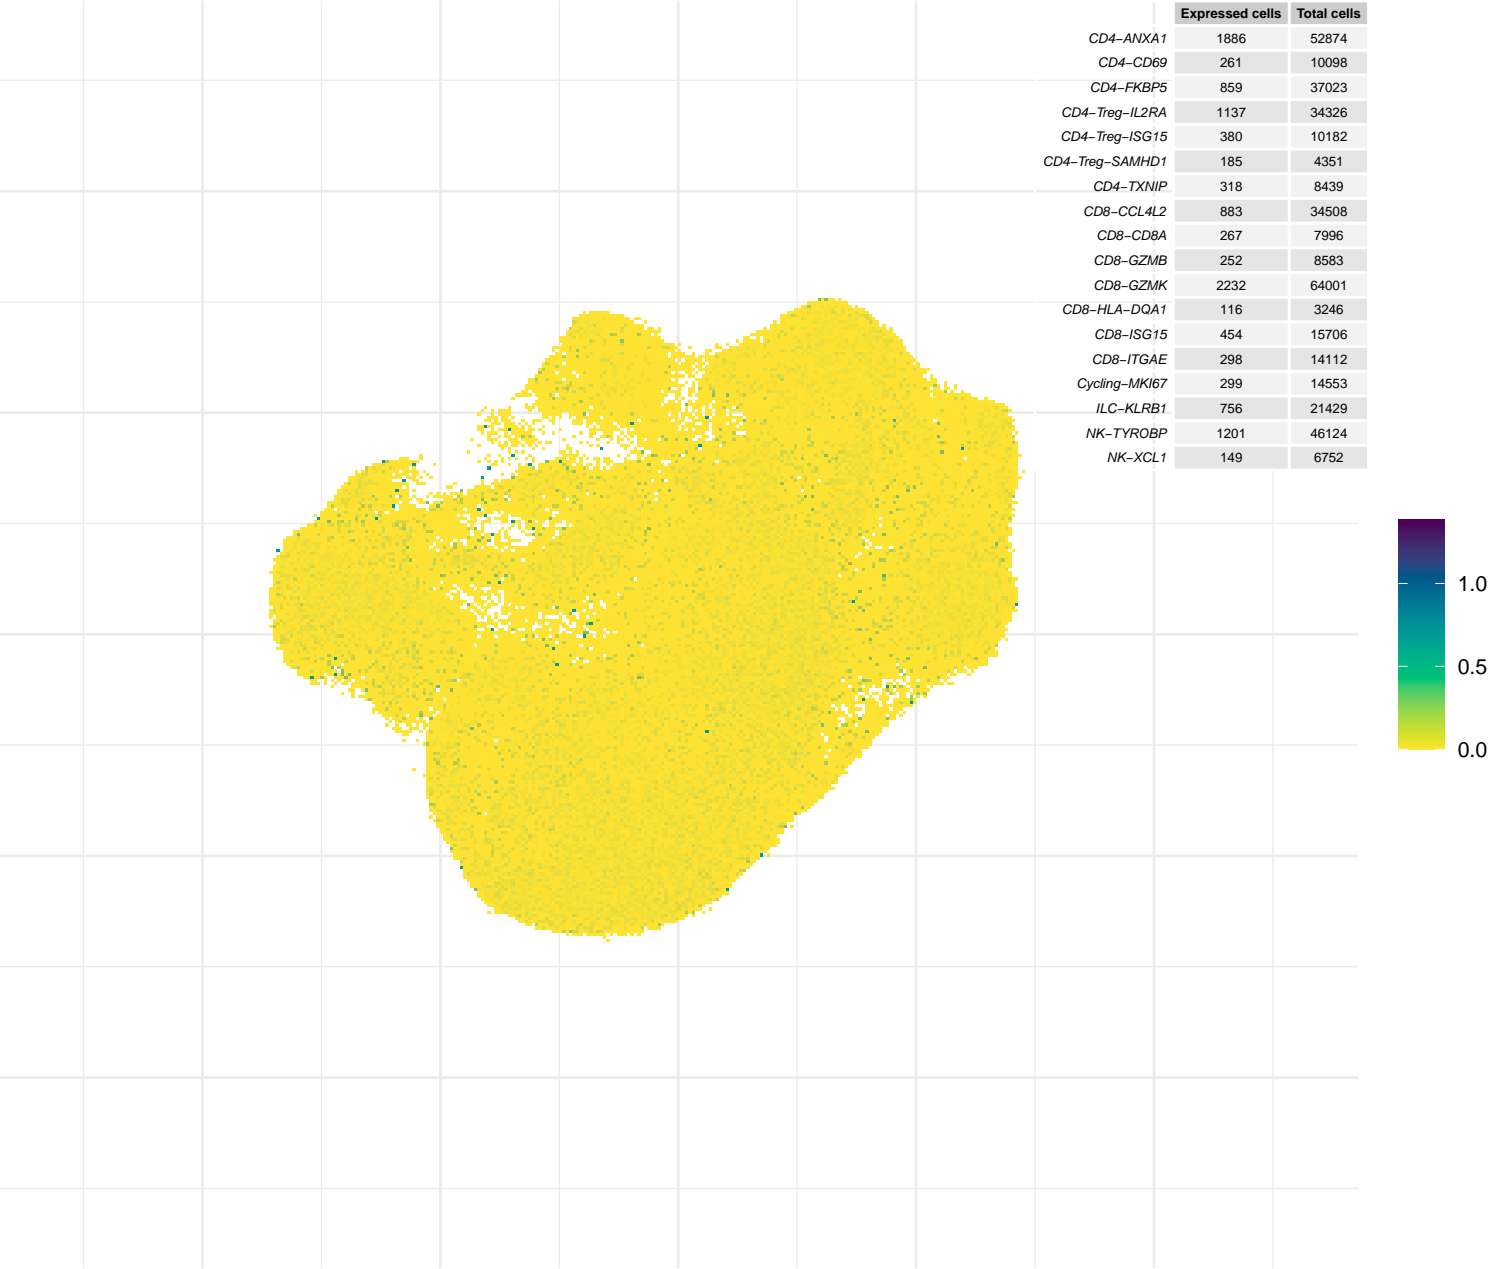 Expressed cells Total cells
CD4−ANXA1 1886 52874
CD4−CD69 261 10098
CD4−FKBP5 859 37023
CD4−Treg−IL2RA 1137 34326
CD4−Treg−ISG15 380 10182
CD4−Treg−SAMHD1 185 4351
CD4−TXNIP 318 8439
CD8−CCL4L2 883 34508
CD8−CD8A 267 7996
CD8−GZMB 252 8583
CD8−GZMK 2232 64001
CD8−HLA−DQA1 116 3246
CD8−ISG15 454 15706
CD8−ITGAE 298 14112
Cycling−MKI67 299 14553
ILC−KLRB1 756 21429
NK−TYROBP 1201 46124
NK−XCL1 149 6752
1.0
0.5
0.0